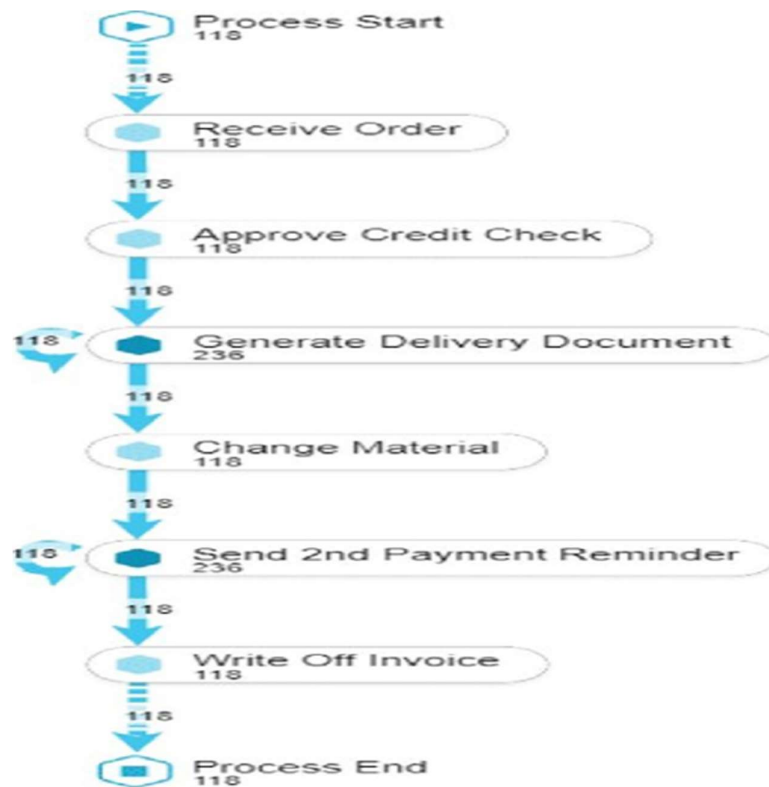 Process Start
118
118
Receive Order
118
118
Approve Credit Check
118
118
118
Generate Delivery Document
236
118
Change Material
118
118
118
Send 2nd Payment Reminder
236
118
Write Off Invoice
118
118
Process End
118